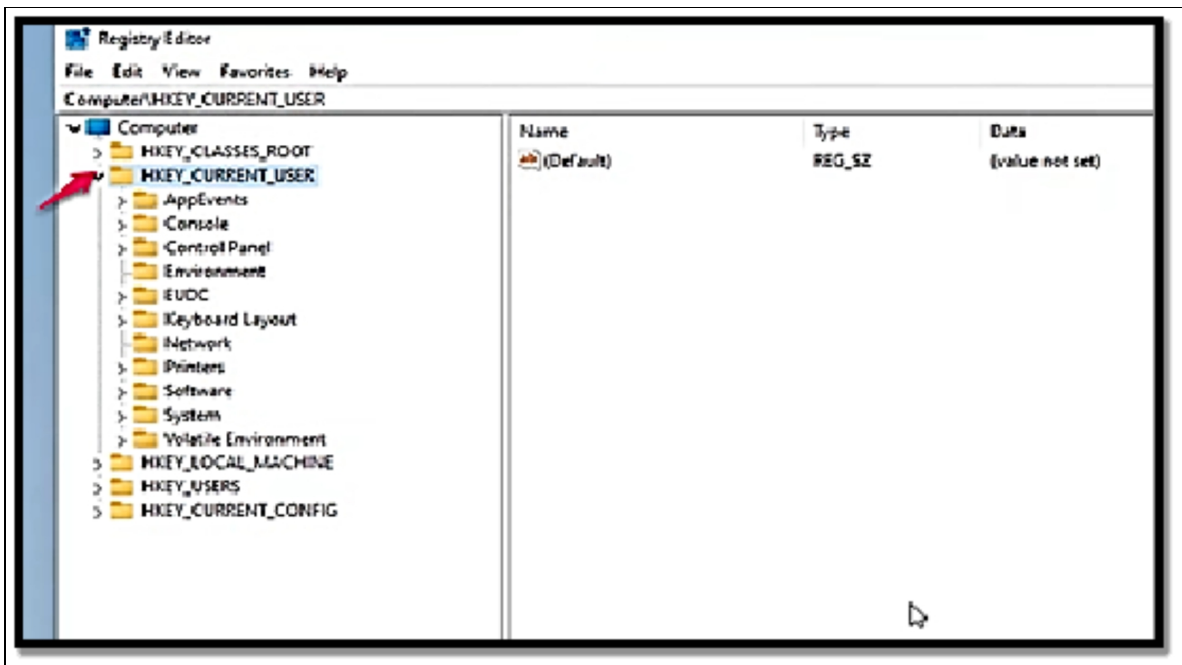 Registry Editor
File Edit View Favorites Help
Computer\HKEY_CURRENT_USER
Computer
HKEY_CLASSES_ROOT
HKEY_CURRENT_USER
AppEvents
Console
Control Panel
Environment
EUDC
Keyboard Layout
Network
Printers
Software
System
Volatile Environment
HKEY_LOCAL_MACHINE
HKEY_USERS
HKEY_CURRENT_CONFIG
Name Type Data
ab (Default) REG_SZ (value not set)